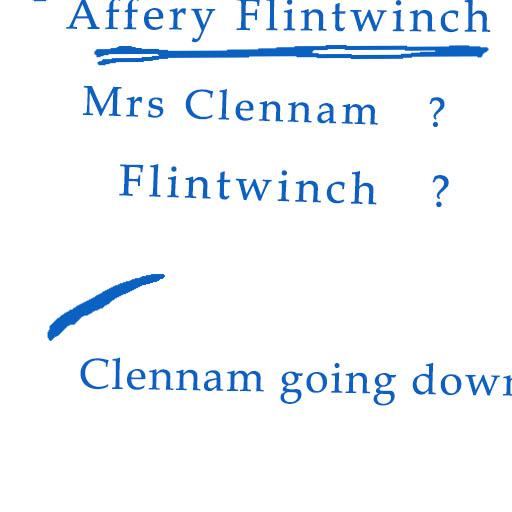 Affery Flintwinch
Mrs Clennam ?
Flintwinch ?
Clennam going down